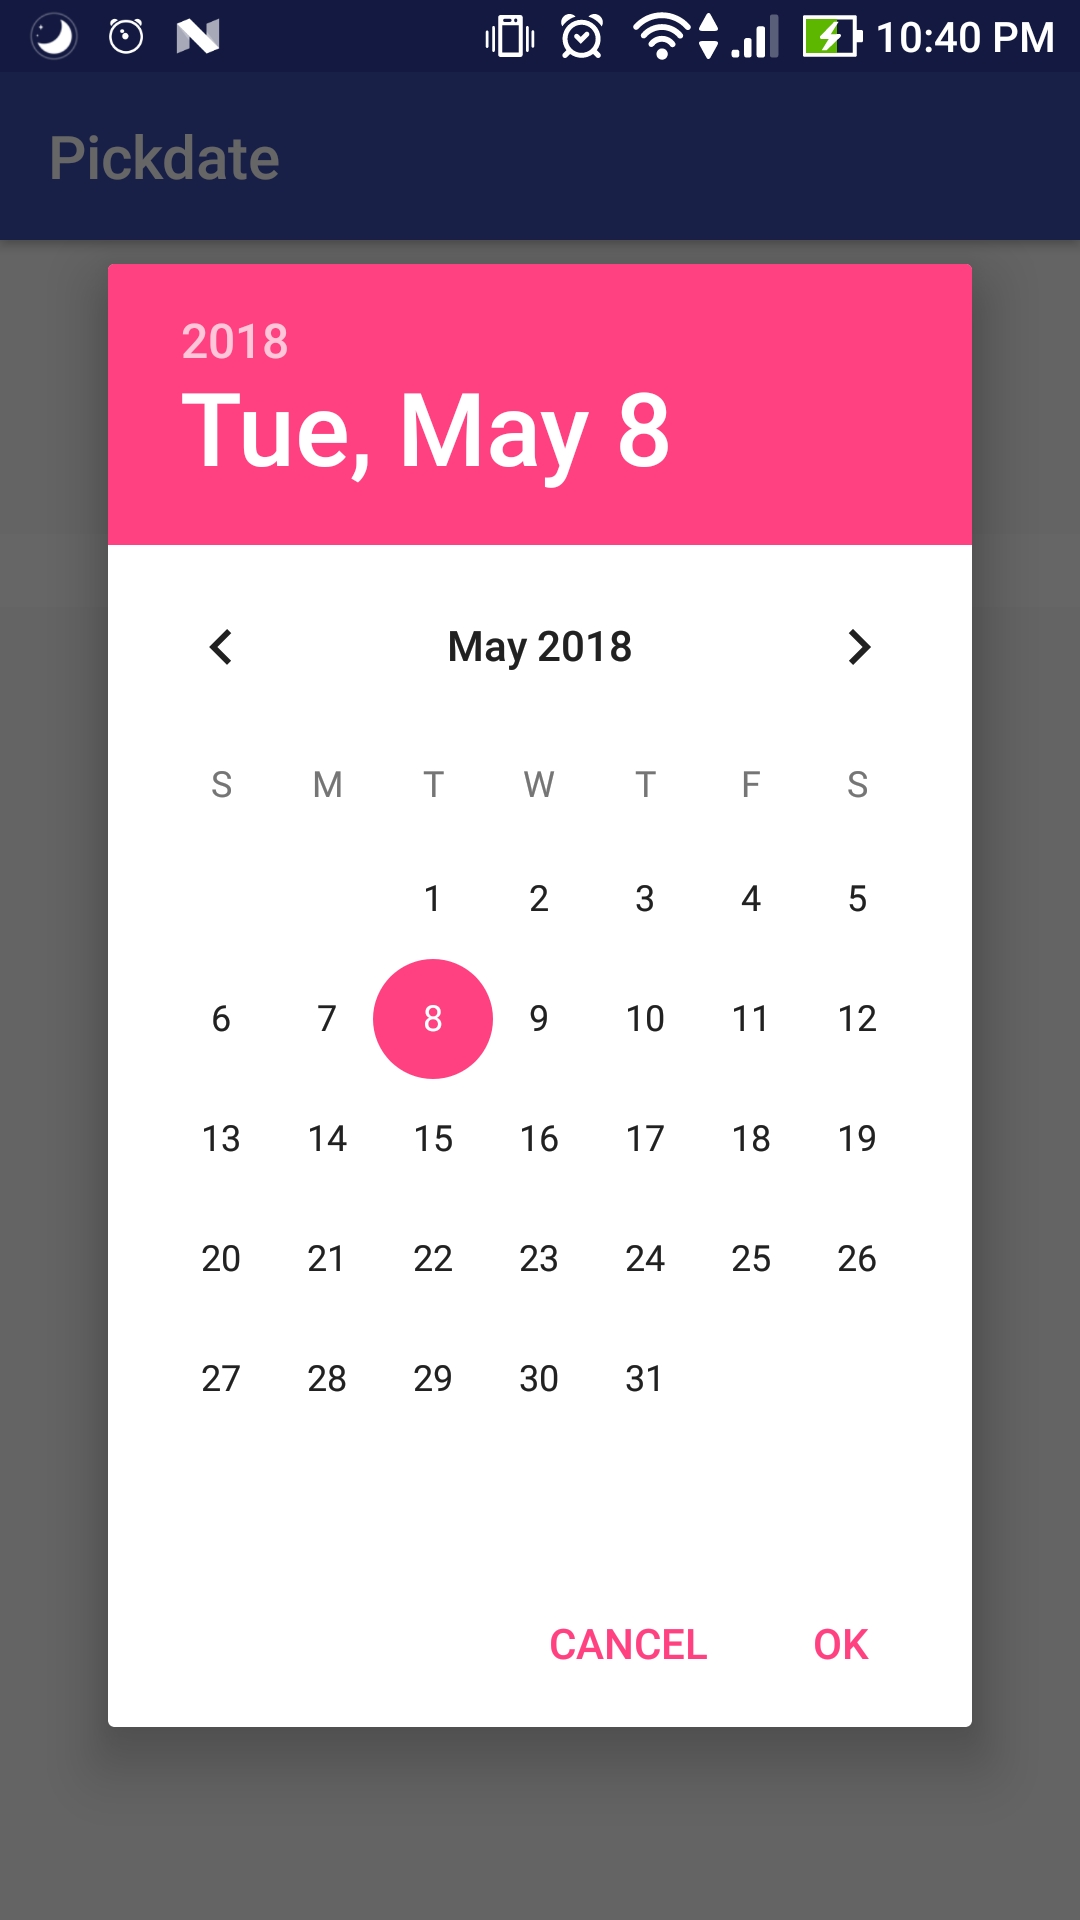 10:40 PM
Pickdate
2018
Tue, May 8
May 2018
S M T W T F S
1 2 3 4 5
6 7 8 9 10 11 12
13 14 15 16 17 18 19
20 21 22 23 24 25 26
27 28 29 30 31
CANCEL OK